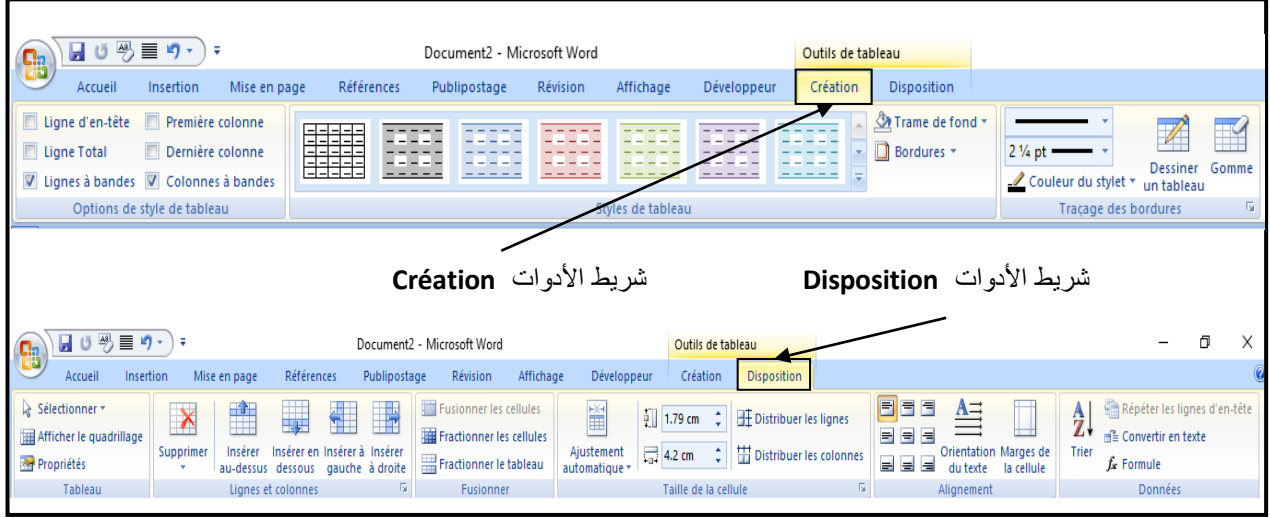 Document2 - Microsoft Word
Outils de tableau
Accueil Insertion Mise en page Références Publipostage Révision Affichage Développeur Création Disposition
Ligne d'en-tête Première colonne
Ligne Total Dernière colonne
Lignes à bandes Colonnes à bandes
Options de style de tableau
Styles de tableau
Trame de fond
Bordures
2 ¼ pt
Couleur du stylet
Dessiner un tableau
Gomme
Traçage des bordures
شريط الأدوات Création
شريط الأدوات Disposition
Document2 - Microsoft Word
Outils de tableau
Accueil Insertion Mise en page Références Publipostage Révision Affichage Développeur Création Disposition
Sélectionner
Afficher le quadrillage
Propriétés
Tableau
Supprimer
Insérer au-dessus
Insérer en dessous
Insérer à gauche
Insérer à droite
Lignes et colonnes
Fusionner les cellules
Fractionner les cellules
Fractionner le tableau
Fusionner
Ajustement automatique
1.79 cm
4.2 cm
Distribuer les lignes
Distribuer les colonnes
Taille de la cellule
Orientation du texte
Marges de la cellule
Alignement
A
Z
Trier
Répéter les lignes d'en-tête
Convertir en texte
fx Formule
Données